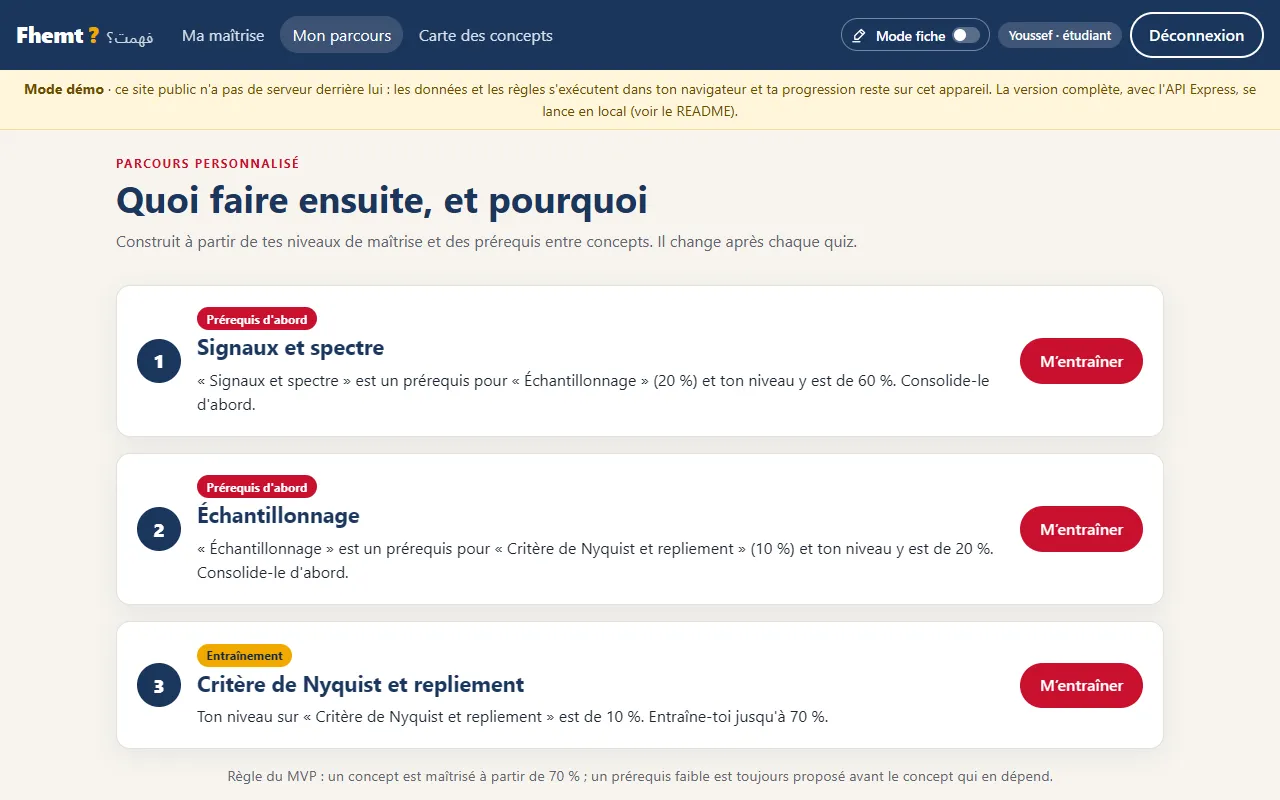 Fhemt ? فهمت؟ Ma maîtrise Mon parcours Carte des concepts Mode fiche Youssef · étudiant Déconnexion
Mode démo · ce site public n'a pas de serveur derrière lui : les données et les règles s'exécutent dans ton navigateur et ta progression reste sur cet appareil. La version complète, avec l'API Express, se
lance en local (voir le README).
PARCOURS PERSONNALISÉ
Quoi faire ensuite, et pourquoi
Construit à partir de tes niveaux de maîtrise et des prérequis entre concepts. Il change après chaque quiz.
Prérequis d'abord
1 Signaux et spectre
« Signaux et spectre » est un prérequis pour « Échantillonnage » (20 %) et ton niveau y est de 60 %. Consolide-le
d'abord.
M'entraîner
Prérequis d'abord
2 Échantillonnage
« Échantillonnage » est un prérequis pour « Critère de Nyquist et repliement » (10 %) et ton niveau y est de 20 %.
Consolide-le d'abord.
M'entraîner
Entraînement
3 Critère de Nyquist et repliement
Ton niveau sur « Critère de Nyquist et repliement » est de 10 %. Entraîne-toi jusqu'à 70 %.
M'entraîner
Règle du MVP : un concept est maîtrisé à partir de 70 % ; un prérequis faible est toujours proposé avant le concept qui en dépend.